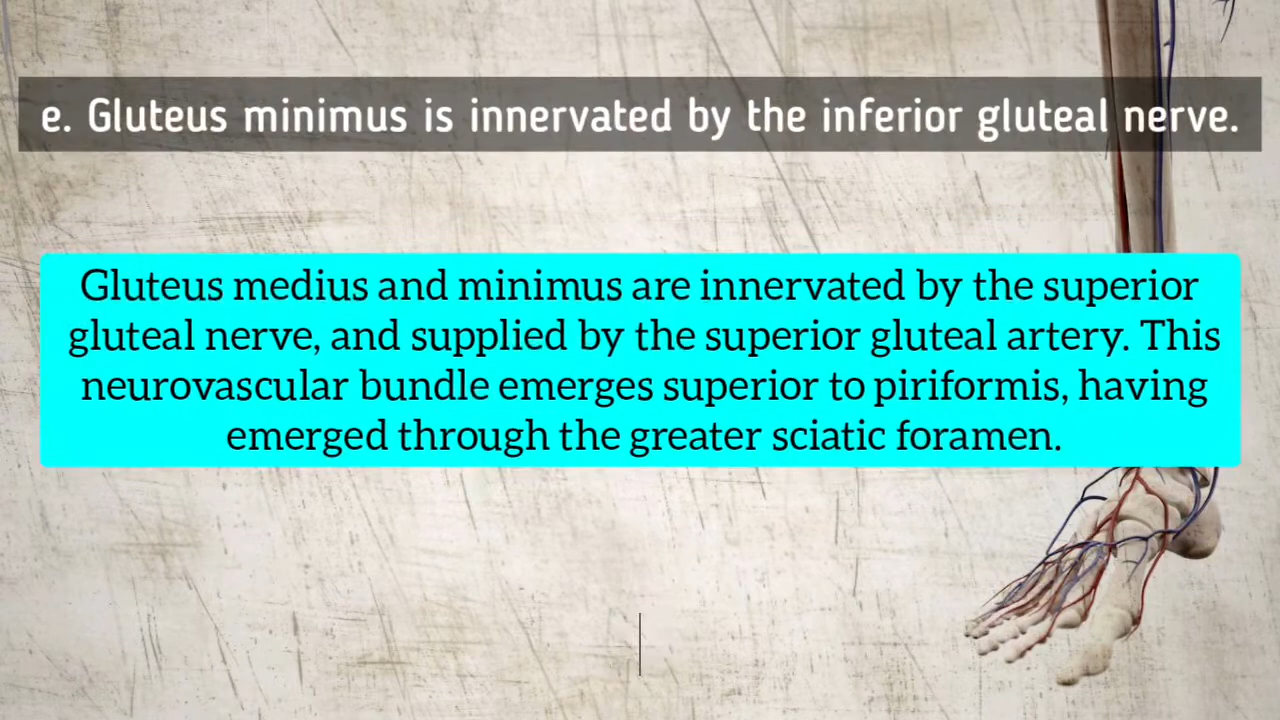 e. Gluteus minimus is innervated by the inferior gluteal nerve.
Gluteus medius and minimus are innervated by the superior
gluteal nerve, and supplied by the superior gluteal artery. This
neurovascular bundle emerges superior to piriformis, having
emerged through the greater sciatic foramen.